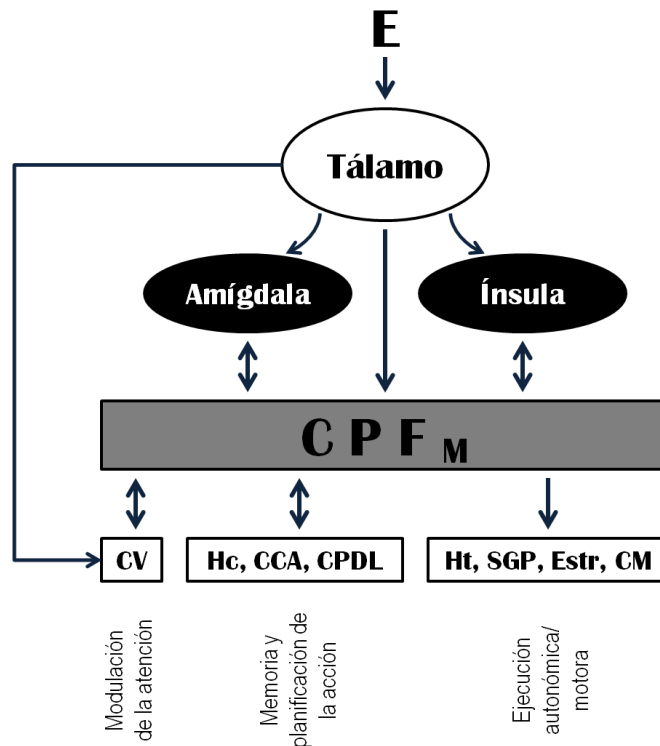 E
Tálamo
Amígdala
Ínsula
C P F M
CV
Hc, CCA, CPDL
Ht, SGP, Estr, CM
Modulación
de la atención
Memoria y
planificación de
la acción
Ejecución
autonómica/
motora